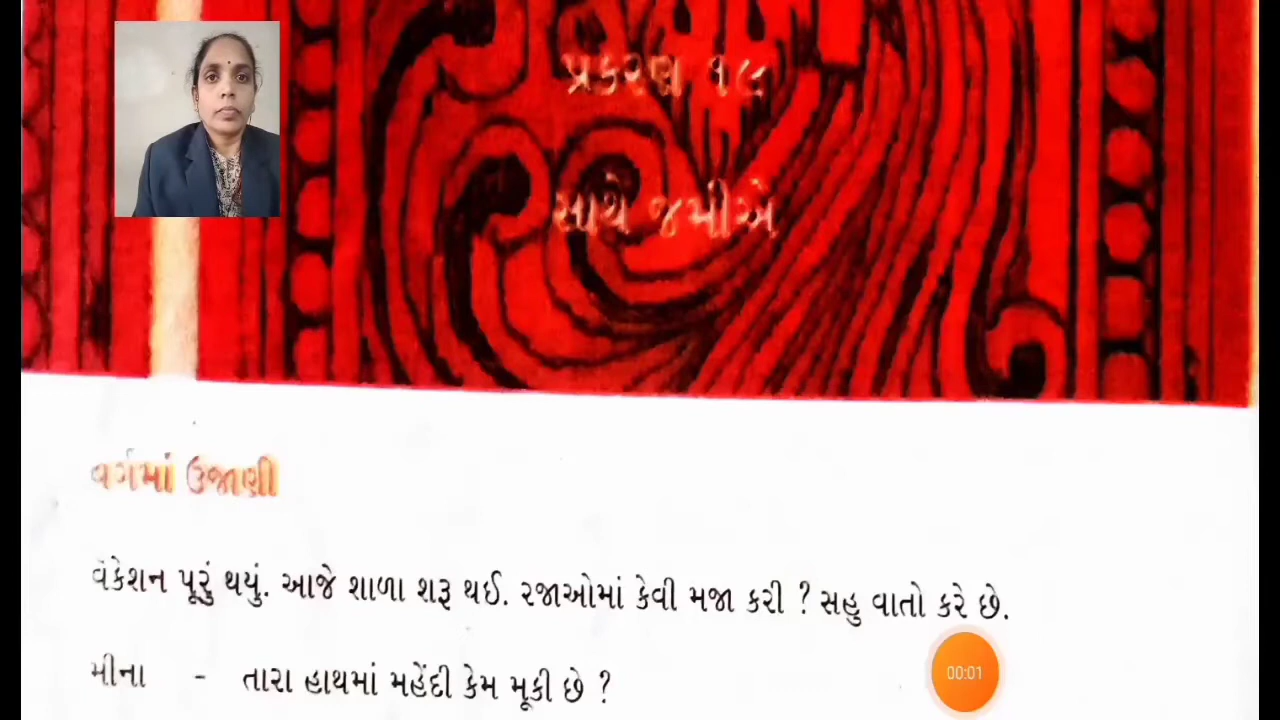 પ્રકરણ ૧૯
સાથે જમીએ
વર્ગમાં ઉજાણી
વૅકેશન પૂરું થયું. આજે શાળા શરૂ થઈ. રજાઓમાં કેવી મજા કરી ? સહુ વાતો કરે છે.
મીના - તારા હાથમાં મહેંદી કેમ મૂકી છે ?
00:01